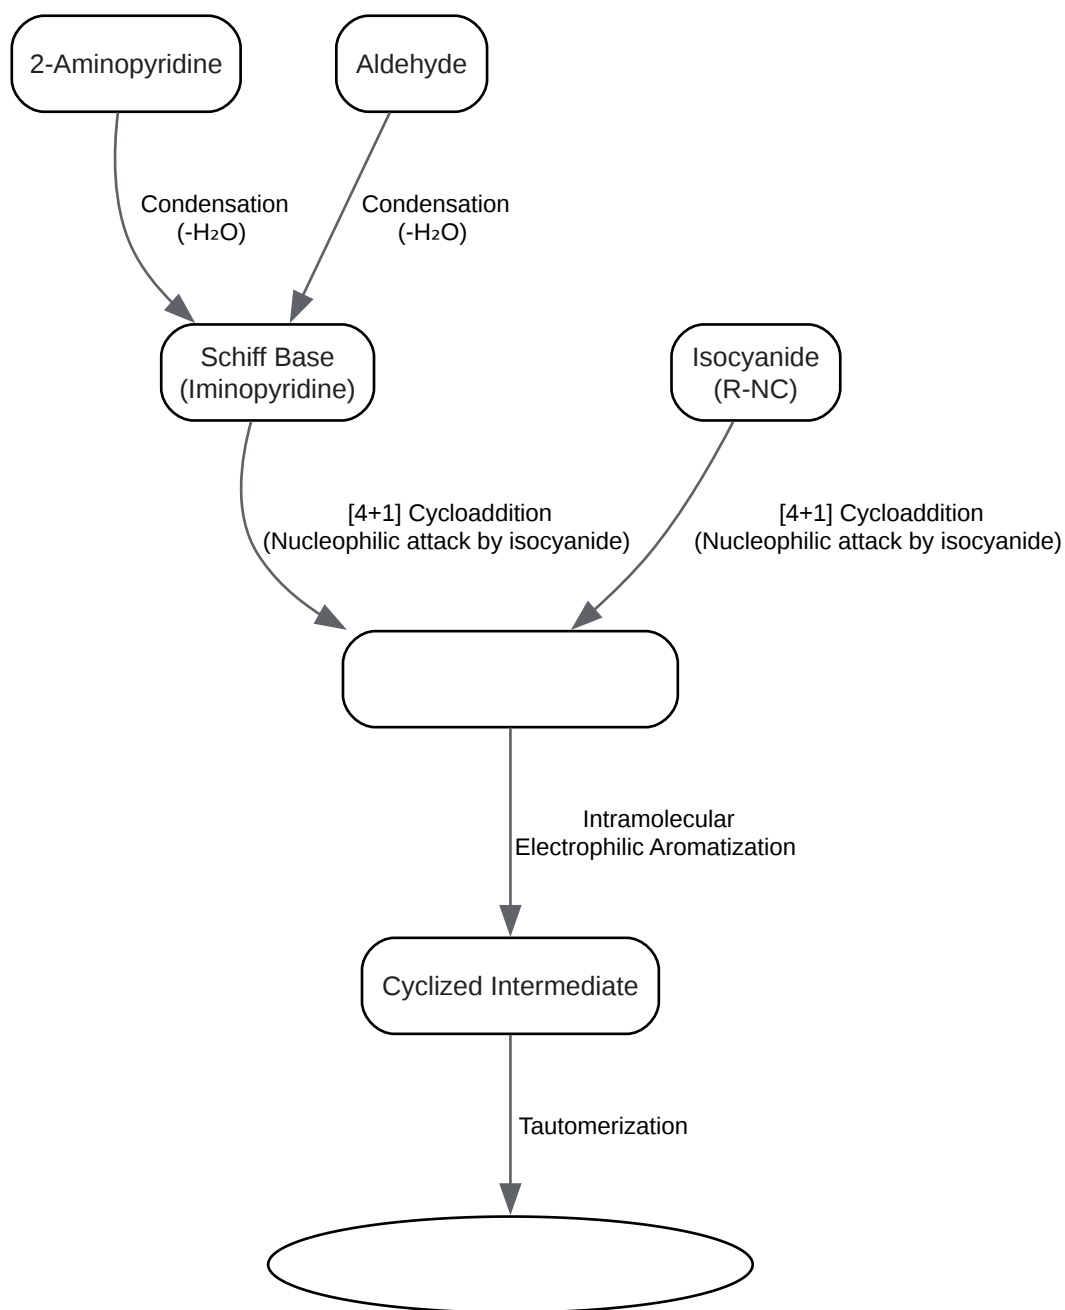 2-Aminopyridine
Aldehyde
Condensation
(-H₂O)
Condensation
(-H₂O)
Schiff Base
(Iminopyridine)
Isocyanide
(R-NC)
[4+1] Cycloaddition
(Nucleophilic attack by isocyanide)
[4+1] Cycloaddition
(Nucleophilic attack by isocyanide)
Intramolecular
Electrophilic Aromatization
Cyclized Intermediate
Tautomerization